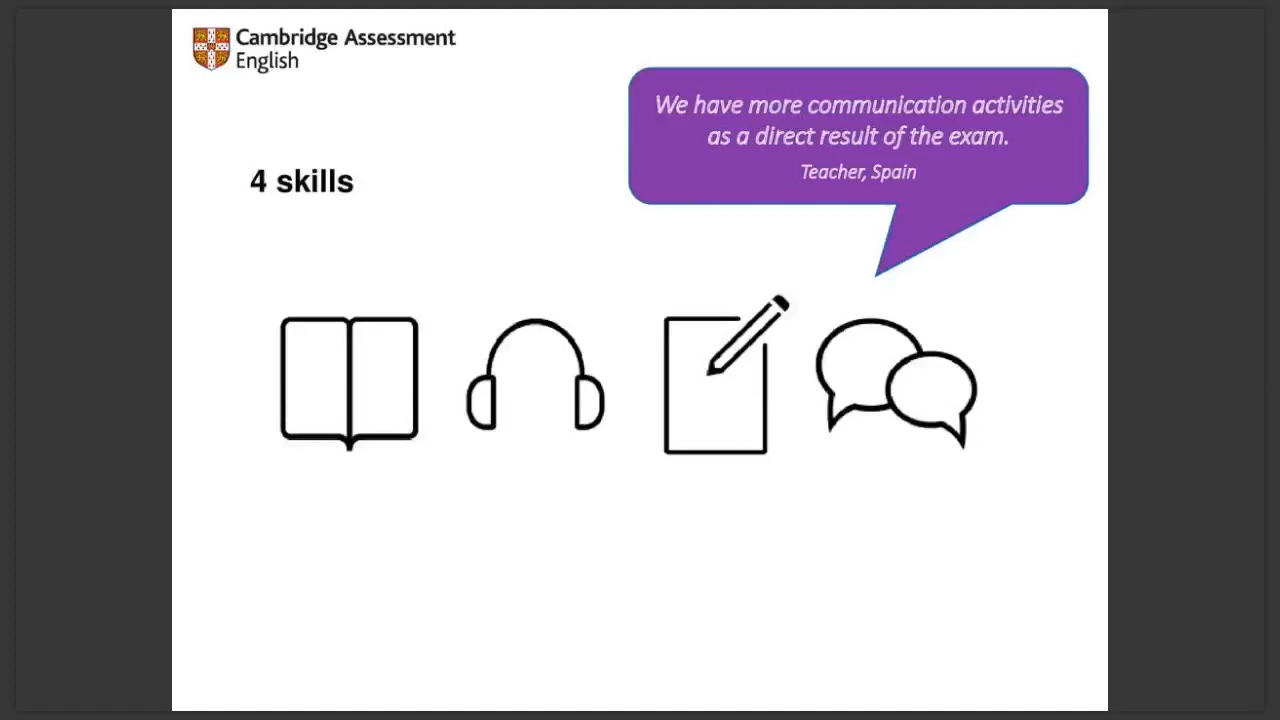 Cambridge Assessment
English
We have more communication activities
as a direct result of the exam.
Teacher, Spain
4 skills